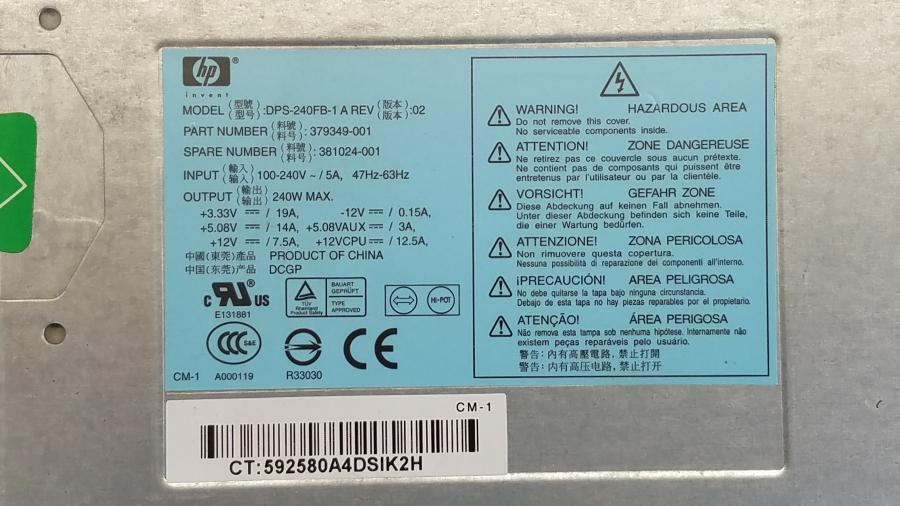 hp ®
invent
MODEL (型號 型号):DPS-240FB-1 A REV (版本 版本):02
PART NUMBER (料號 料号): 379349-001
SPARE NUMBER (料號 料号): 381024-001
INPUT (輸入 输入) 100-240V ~ / 5A, 47Hz-63Hz
OUTPUT (輸出 输出) 240W MAX.
+3.33V ⎓ / 19A, -12V ⎓ / 0.15A,
+5.08V ⎓ / 14A, +5.08VAUX ⎓ / 3A,
+12V ⎓ / 7.5A, +12VCPU ⎓ / 12.5A,
中國(東莞)產品 PRODUCT OF CHINA
中国(东莞)产品 DCGP
c RU ® US
E131881
TÜV
Rheinland
Product Safety
BAUART
GEPRÜFT
TYPE
APPROVED
HI-POT
CCC S&E
CE
CM-1 A000119 R33030
HAZARDOUS AREA
WARNING!
Do not remove this cover.
No serviceable components inside.
ATTENTION! ZONE DANGEREUSE
Ne retirez pas ce couvercle sous aucun prétexte.
Ne contient pas de composants qui puissent être
entretenus par l'utilisateur ou par la clientèle.
VORSICHT! GEFAHR ZONE
Diese Abdeckung auf keinen Fall abnehmen.
Unter dieser Abdeckung befinden sich keine Teile,
die einer Wartung bedürfen.
ATTENZIONE! ZONA PERICOLOSA
Non rimuovere questa copertura.
Nessuna possibilità di riparazione dei componenti all'interno.
¡PRECAUCIÓN! AREA PELIGROSA
No debe quitarse la tapa bajo ninguna circunstancia.
Debajo de esta tapa no hay piezas reparables por el propietario.
ATENÇAO! ÁREA PERIGOSA
Não remova esta tampa sob nenhuma hipótese. Internamente não
existem peças reparáveis pelo usuário.
警告: 內有高壓電路, 禁止打開
警告: 内有高压电路, 禁止打开
CM-1
CT:592580A4DSIK2H